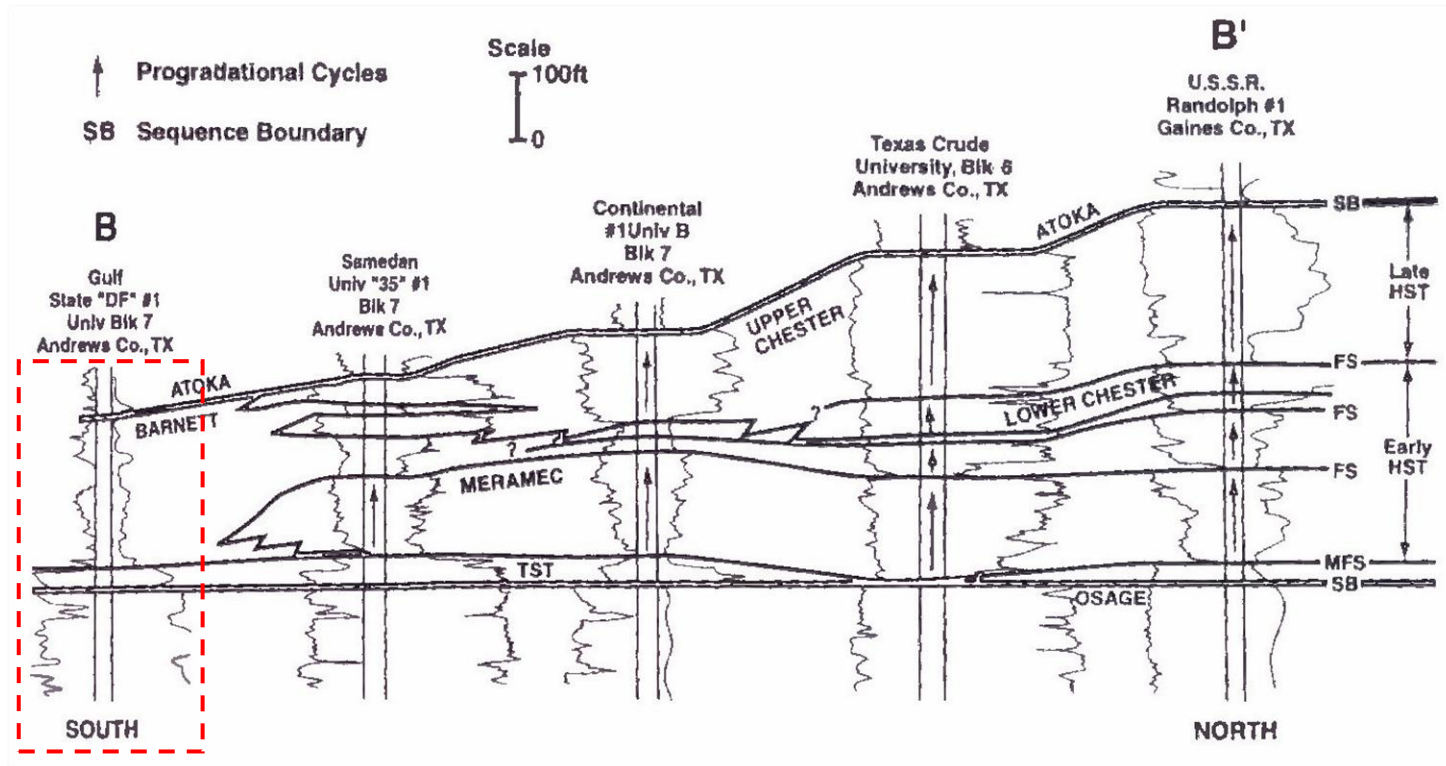 Progradational Cycles
SB Sequence Boundary
Scale
100ft
0
B
Gulf
State "DF" #1
Univ Blk 7
Andrews Co., TX
Samedan
Univ "35" #1
Blk 7
Andrews Co., TX
Continental
#1Univ B
Blk 7
Andrews Co., TX
Texas Crude
University, Blk 6
Andrews Co., TX
B'
U.S.S.R.
Randolph #1
Gaines Co., TX
ATOKA
BARNETT
UPPER
CHESTER
ATOKA
SB
Late
HST
FS
LOWER CHESTER
FS
?
?
MERAMEC
Early
HST
FS
TST
MFS
SB
OSAGE
SOUTH
NORTH